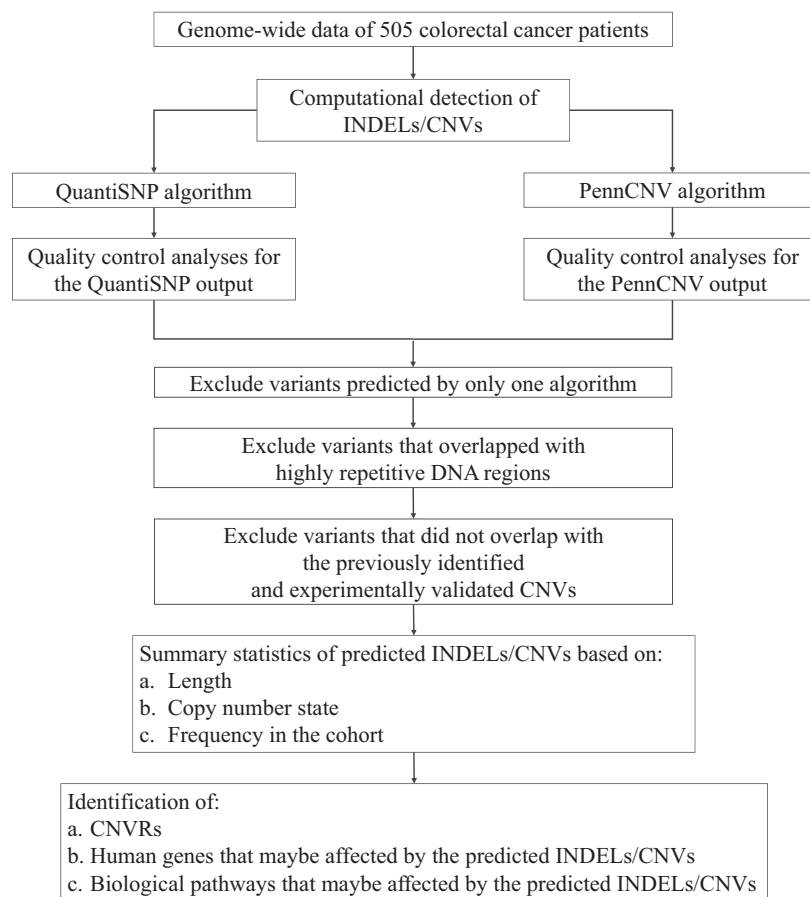 Genome-wide data of 505 colorectal cancer patients
Computational detection of
INDELs/CNVs
QuantiSNP algorithm
PennCNV algorithm
Quality control analyses for
the QuantiSNP output
Quality control analyses for
the PennCNV output
Exclude variants predicted by only one algorithm
Exclude variants that overlapped with
highly repetitive DNA regions
Exclude variants that did not overlap with
the previously identified
and experimentally validated CNVs
Summary statistics of predicted INDELs/CNVs based on:
a. Length
b. Copy number state
c. Frequency in the cohort
Identification of:
a. CNVRs
b. Human genes that maybe affected by the predicted INDELs/CNVs
c. Biological pathways that maybe affected by the predicted INDELs/CNVs